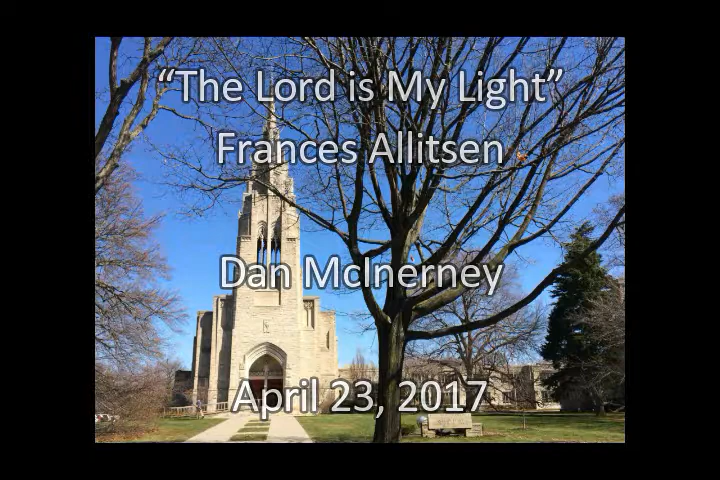 “The Lord is My Light”
Frances Allitsen
Dan McInerney
April 23, 2017